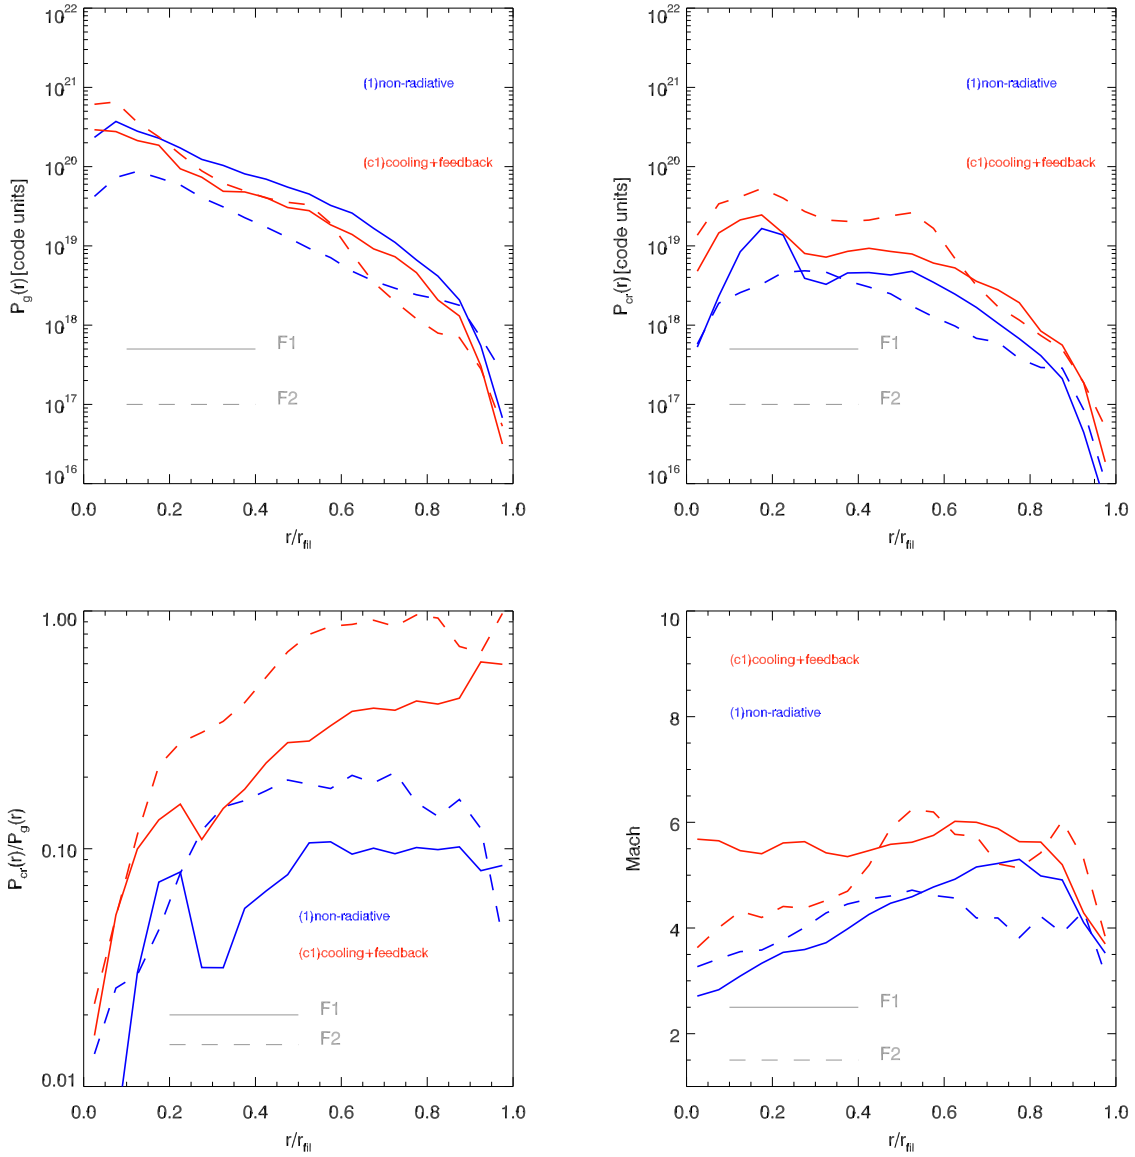 10^22
10^21
10^20
10^19
10^18
10^17
10^16
P_g(r) [code units]
(1)non-radiative
(c1)cooling+feedback
F1
F2
0.0 0.2 0.4 0.6 0.8 1.0
r/r_fil
10^22
10^21
10^20
10^19
10^18
10^17
10^16
P_cr(r) [code units]
(1)non-radiative
(c1)cooling+feedback
F1
F2
0.0 0.2 0.4 0.6 0.8 1.0
r/r_fil
1.00
0.10
0.01
P_cr(r)/P_g(r)
(1)non-radiative
(c1)cooling+feedback
F1
F2
0.0 0.2 0.4 0.6 0.8 1.0
r/r_fil
10
8
6
4
2
Mach
(c1)cooling+feedback
(1)non-radiative
F1
F2
0.0 0.2 0.4 0.6 0.8 1.0
r/r_fil